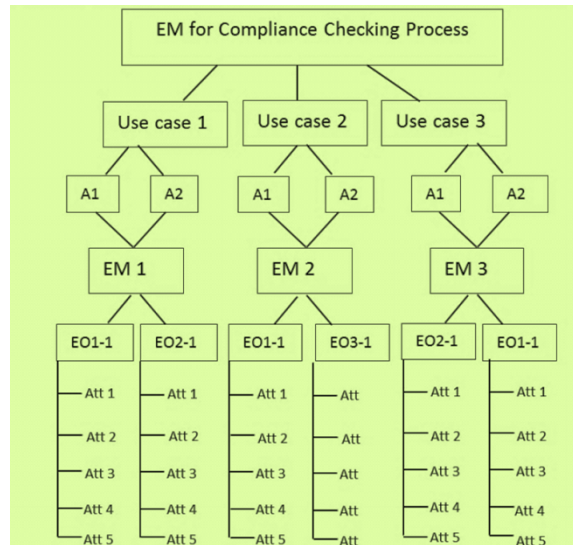 EM for Compliance Checking Process
Use case 1 Use case 2 Use case 3
A1 A2 A1 A2 A1 A2
EM 1 EM 2 EM 3
EO1-1 EO2-1 EO1-1 EO3-1 EO2-1 EO1-1
Att 1 Att 1 Att 1 Att Att 1 Att 1
Att 2 Att 2 Att 2 Att Att 2 Att 2
Att 3 Att 3 Att 3 Att Att 3 Att 3
Att 4 Att 4 Att 4 Att Att 4 Att 4
Att 5 Att 5 Att 5 Att Att 5 Att 5